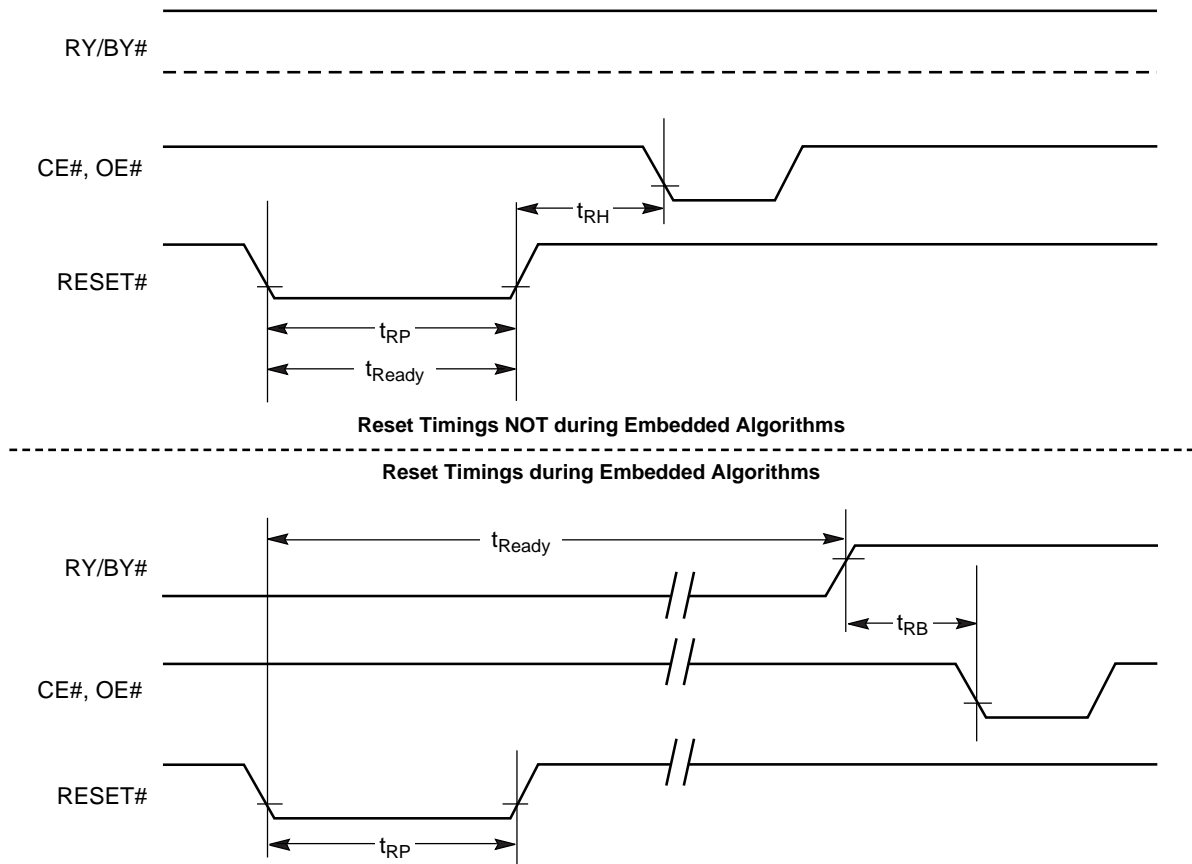 RY/BY#
CE#, OE#
tRH
RESET#
tRP
tReady
Reset Timings NOT during Embedded Algorithms
Reset Timings during Embedded Algorithms
tReady
RY/BY#
tRB
CE#, OE#
RESET#
tRP